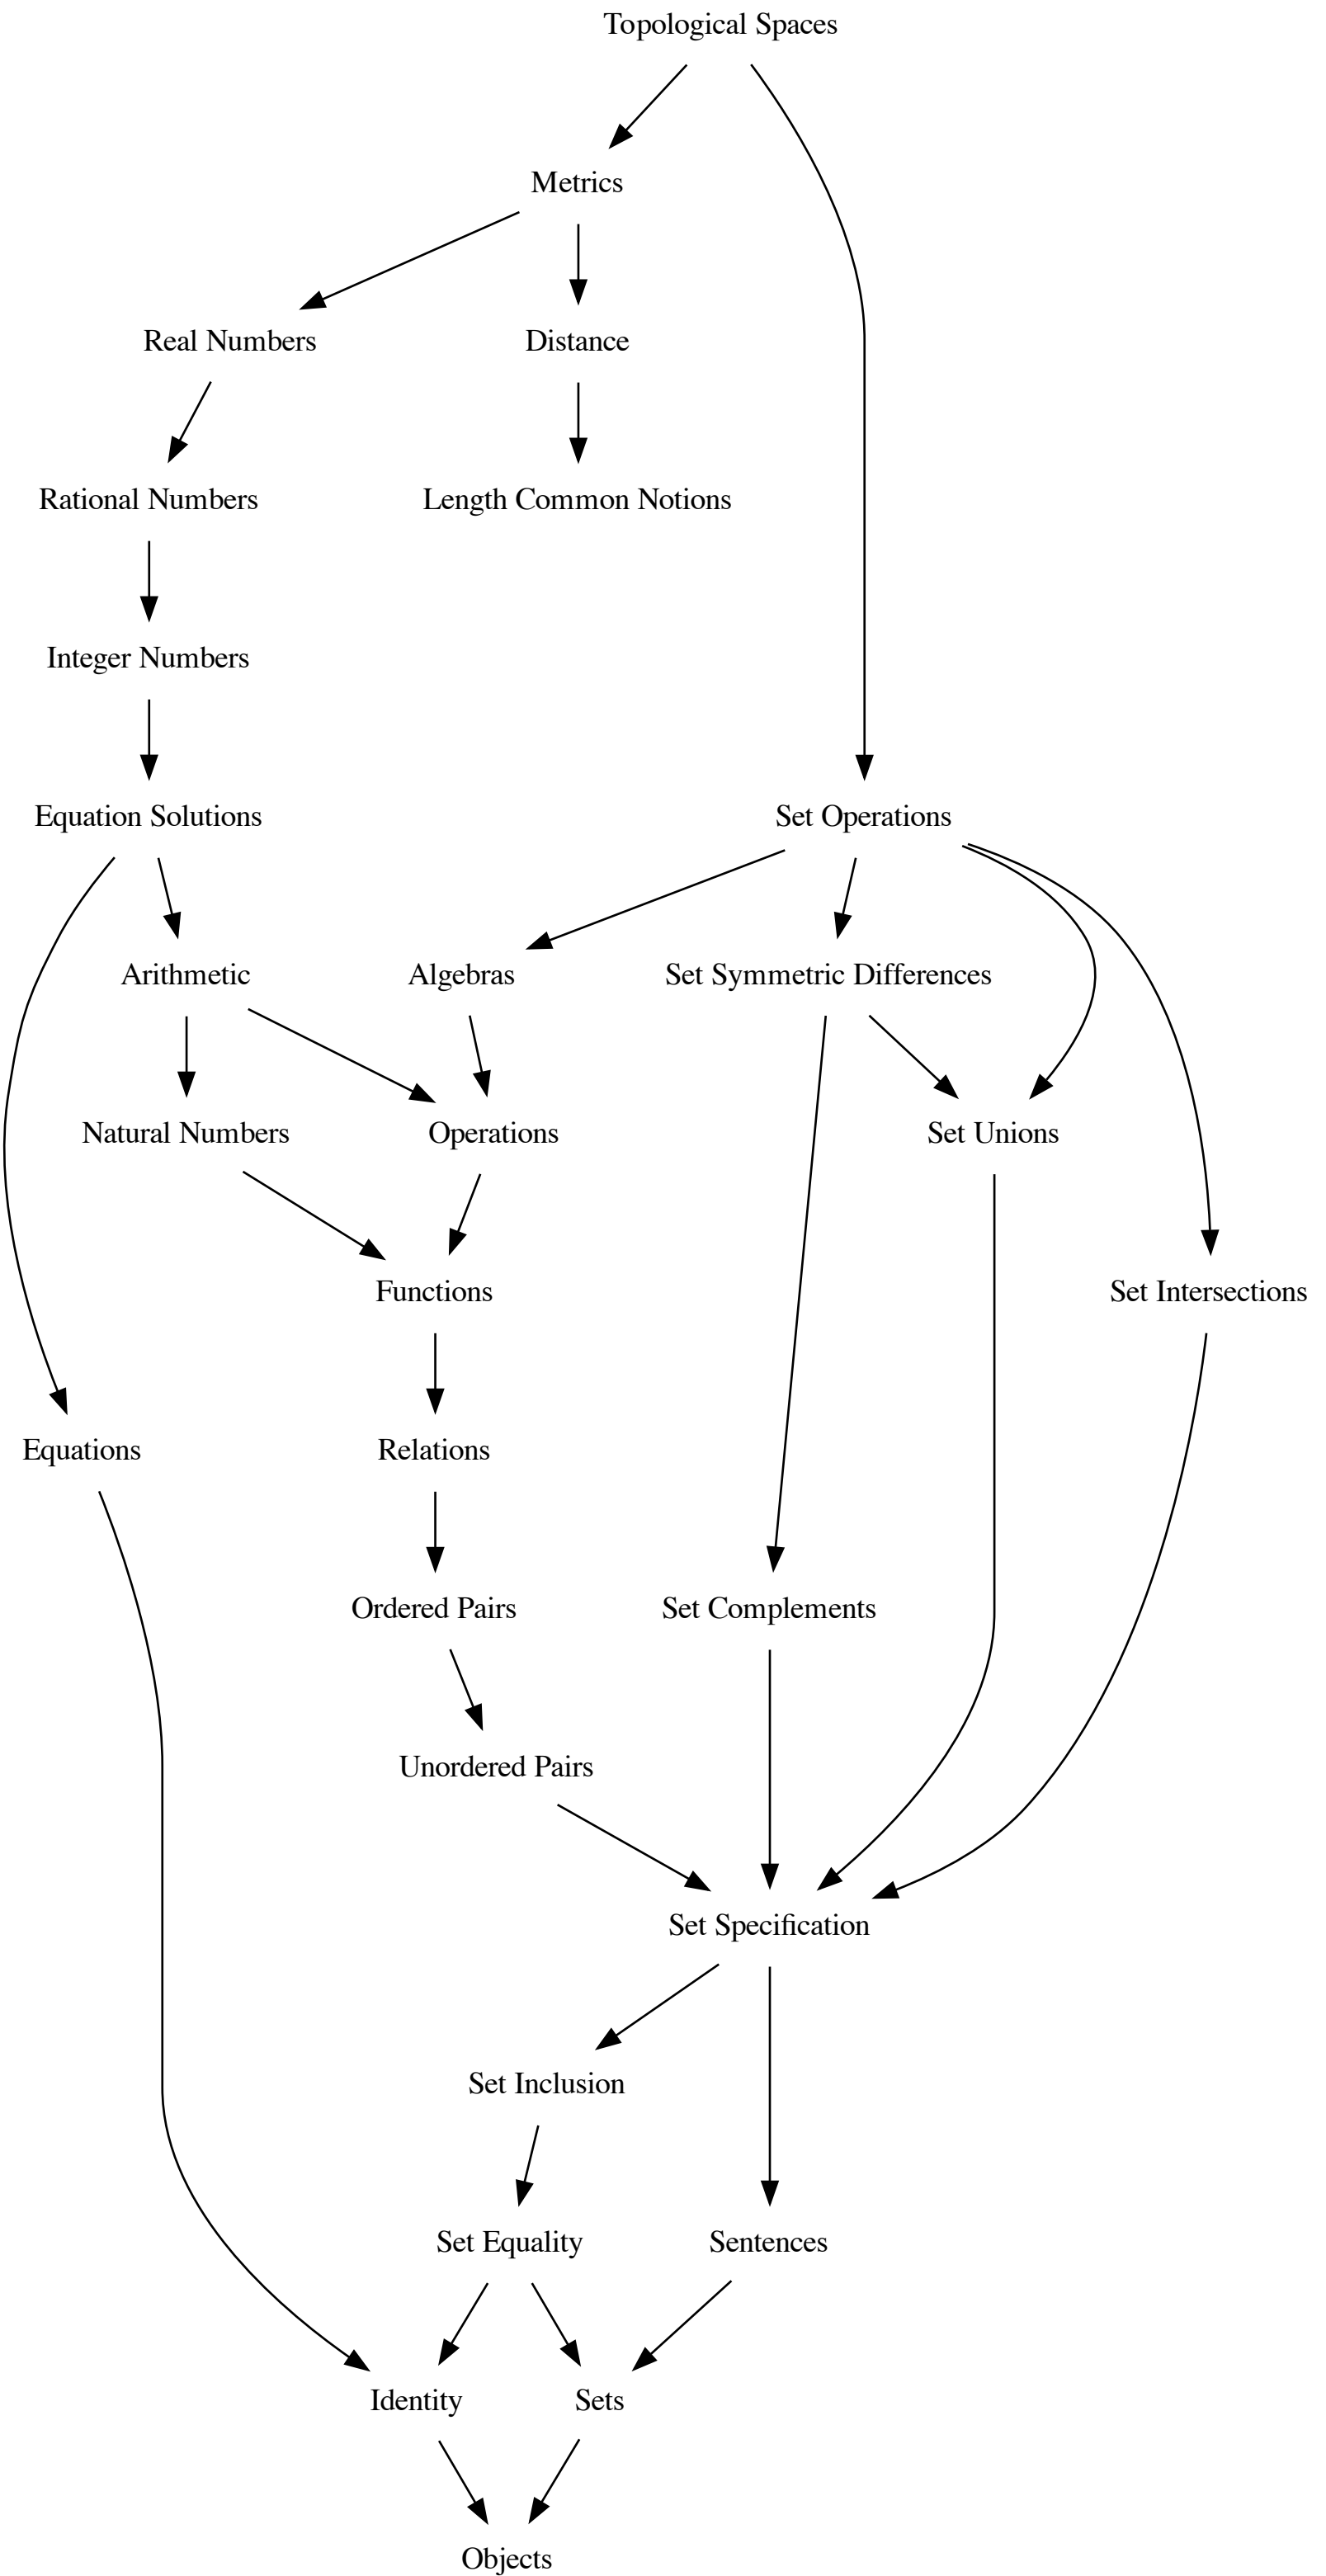 Topological Spaces
Metrics
Real Numbers
Distance
Rational Numbers
Length Common Notions
Integer Numbers
Equation Solutions
Set Operations
Arithmetic
Algebras
Set Symmetric Differences
Natural Numbers
Operations
Set Unions
Functions
Set Intersections
Equations
Relations
Ordered Pairs
Set Complements
Unordered Pairs
Set Specification
Set Inclusion
Set Equality
Sentences
Identity
Sets
Objects